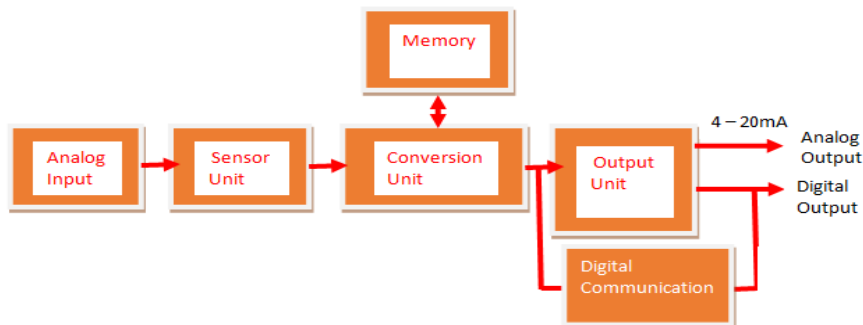 Memory
4 – 20mA
Analog
Output
Analog
Input
Sensor
Unit
Conversion
Unit
Output
Unit
Digital
Output
Digital
Communication